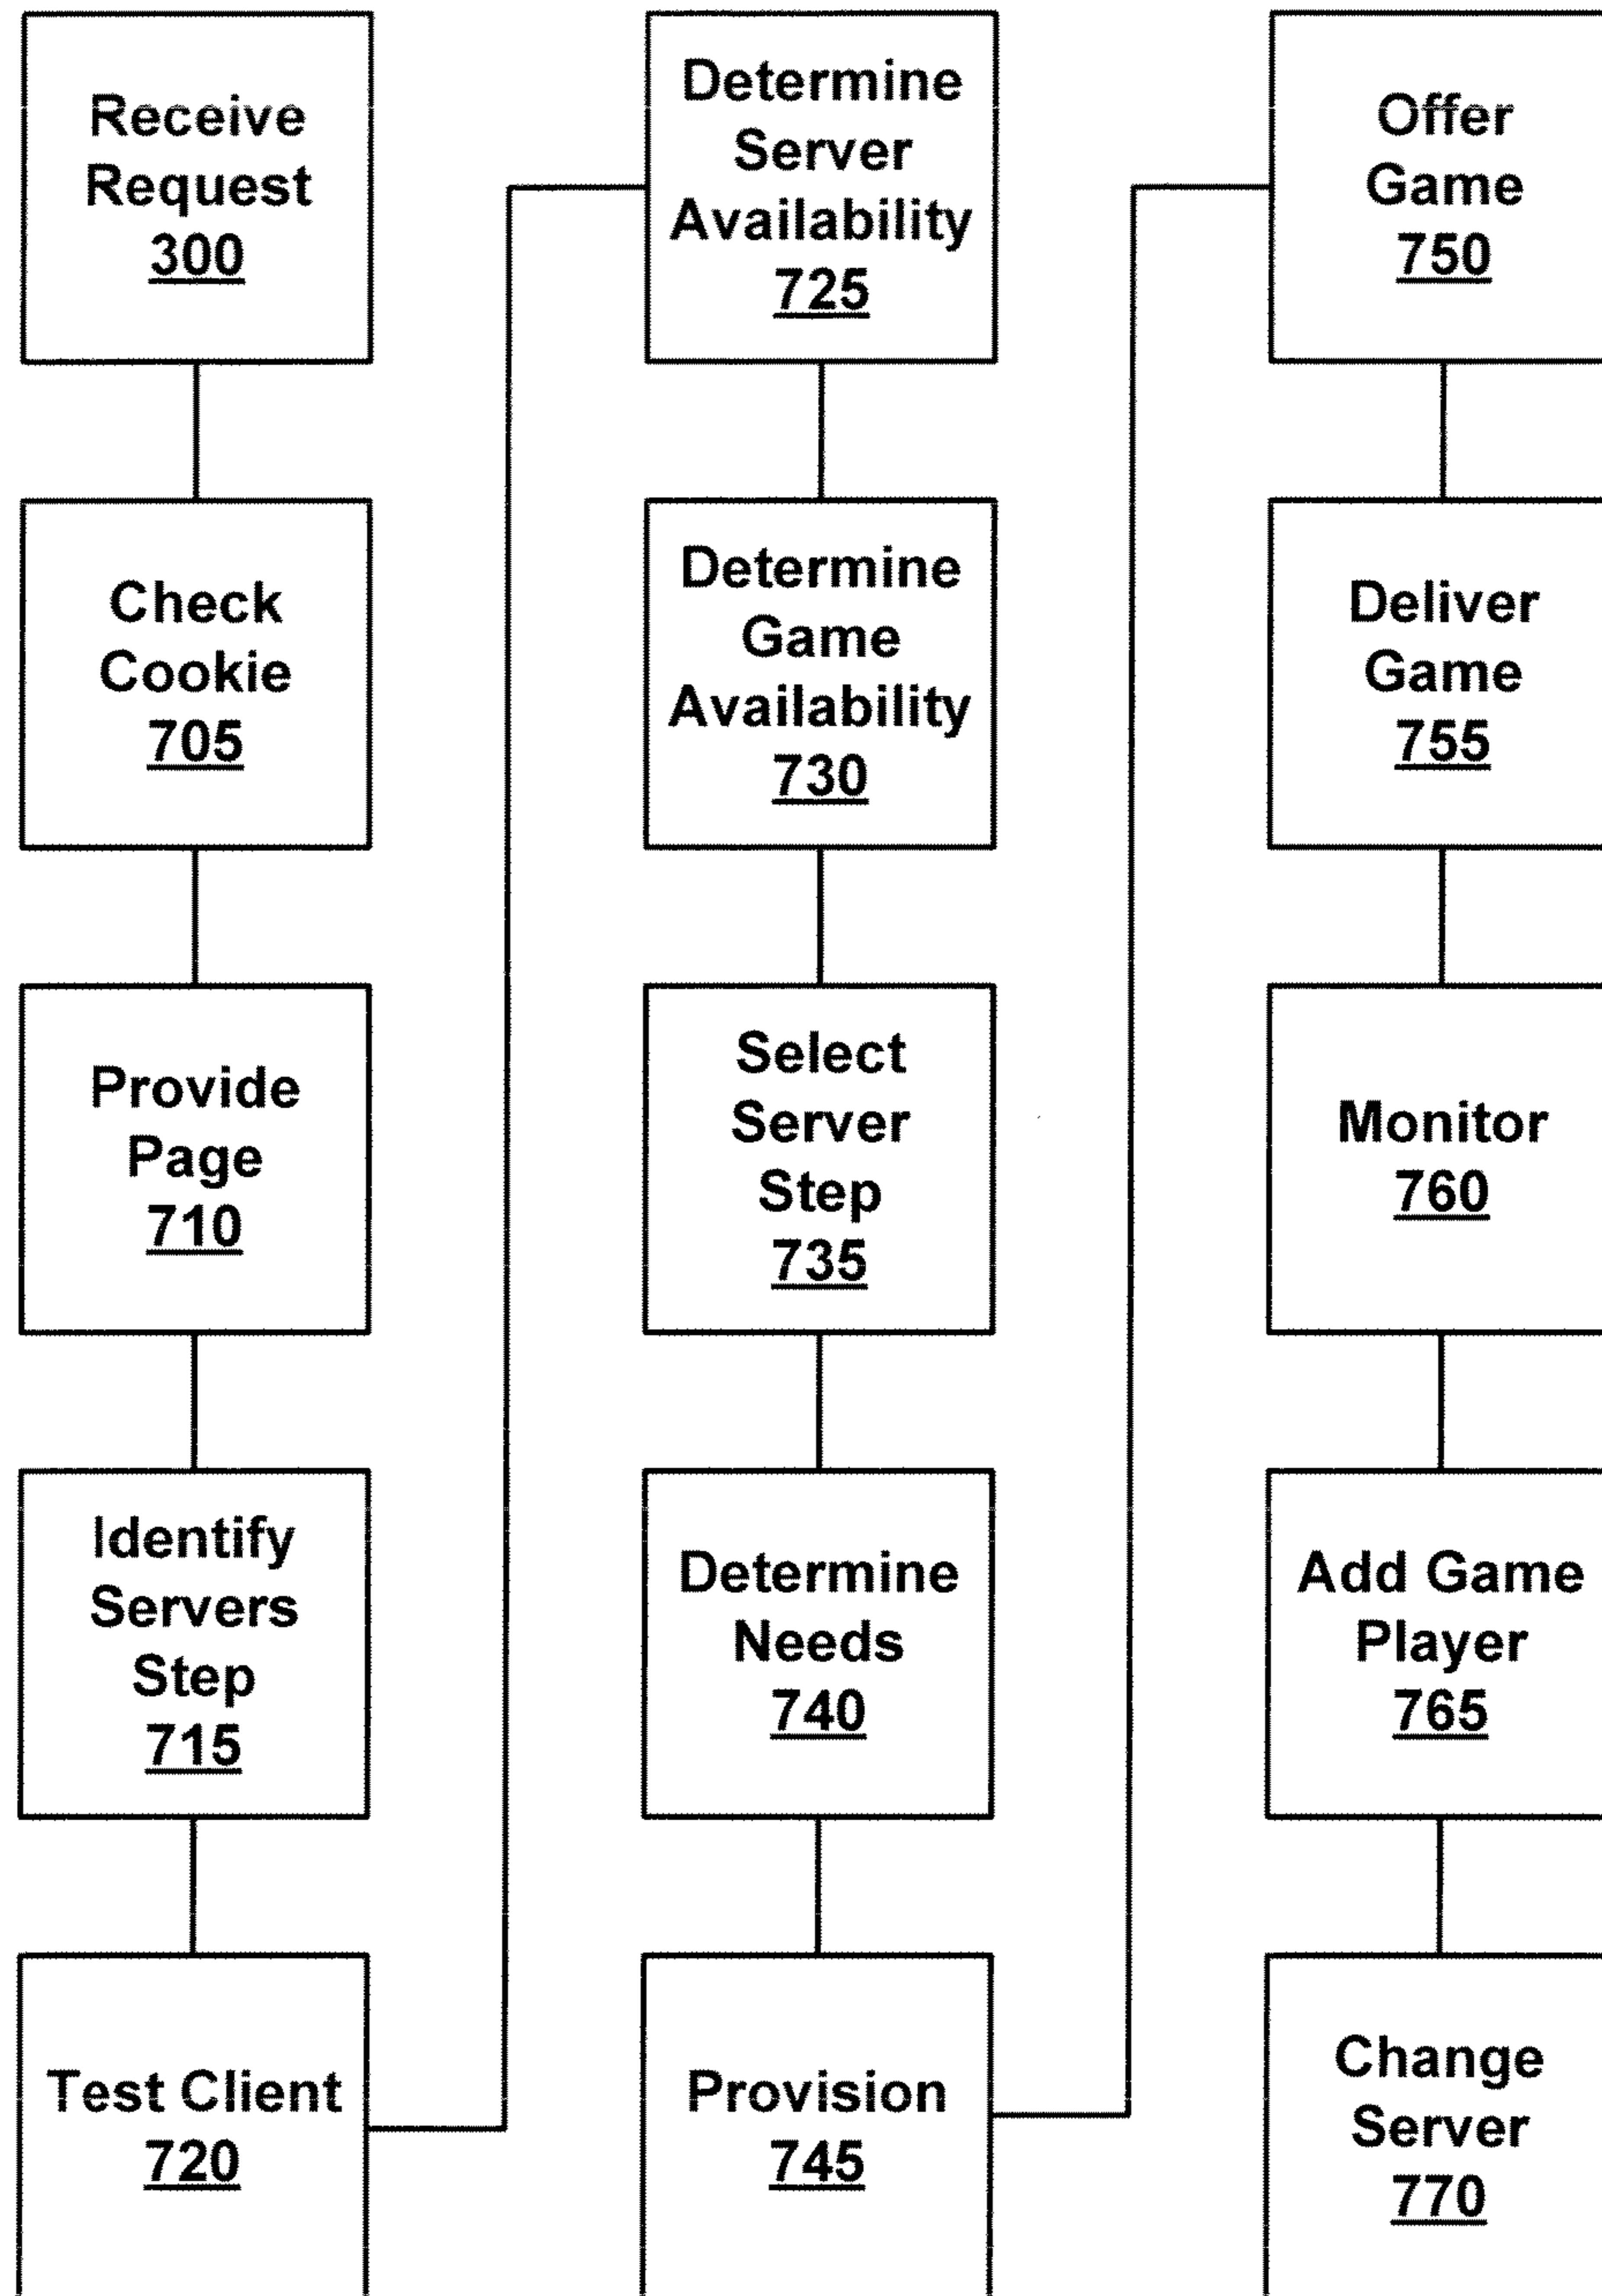 Receive
Request
300
Check
Cookie
705
Provide
Page
710
Identify
Servers
Step
715
Test Client
720
Determine
Server
Availability
725
Determine
Game
Availability
730
Select
Server
Step
735
Determine
Needs
740
Provision
745
Offer
Game
750
Deliver
Game
755
Monitor
760
Add Game
Player
765
Change
Server
770